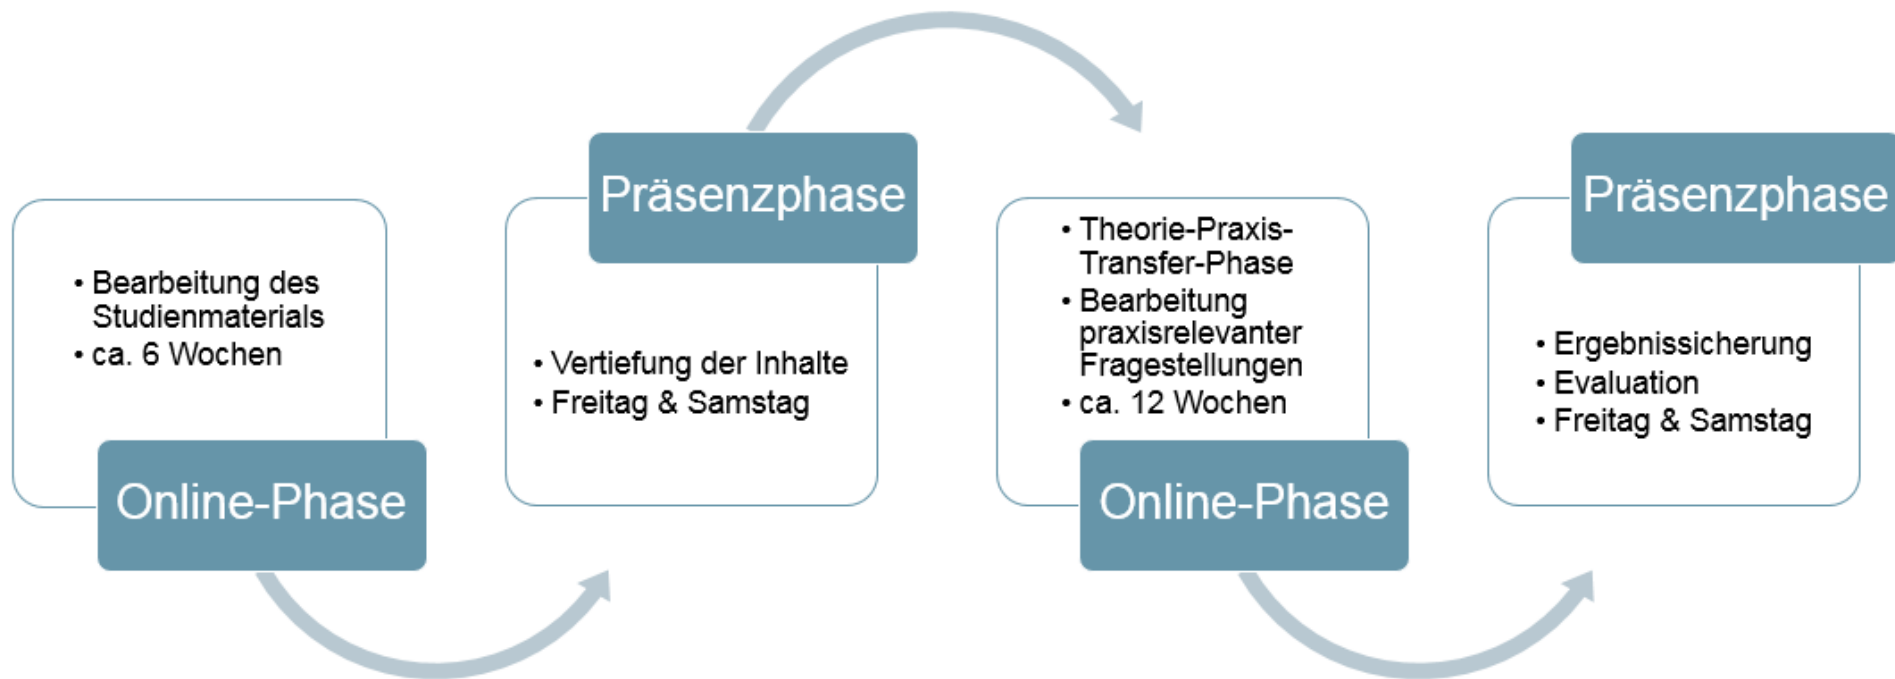 • Bearbeitung des
Studienmaterials
• ca. 6 Wochen
Online-Phase
Präsenzphase
• Vertiefung der Inhalte
• Freitag & Samstag
• Theorie-Praxis-
Transfer-Phase
• Bearbeitung
praxisrelevanter
Fragestellungen
• ca. 12 Wochen
Online-Phase
Präsenzphase
• Ergebnissicherung
• Evaluation
• Freitag & Samstag